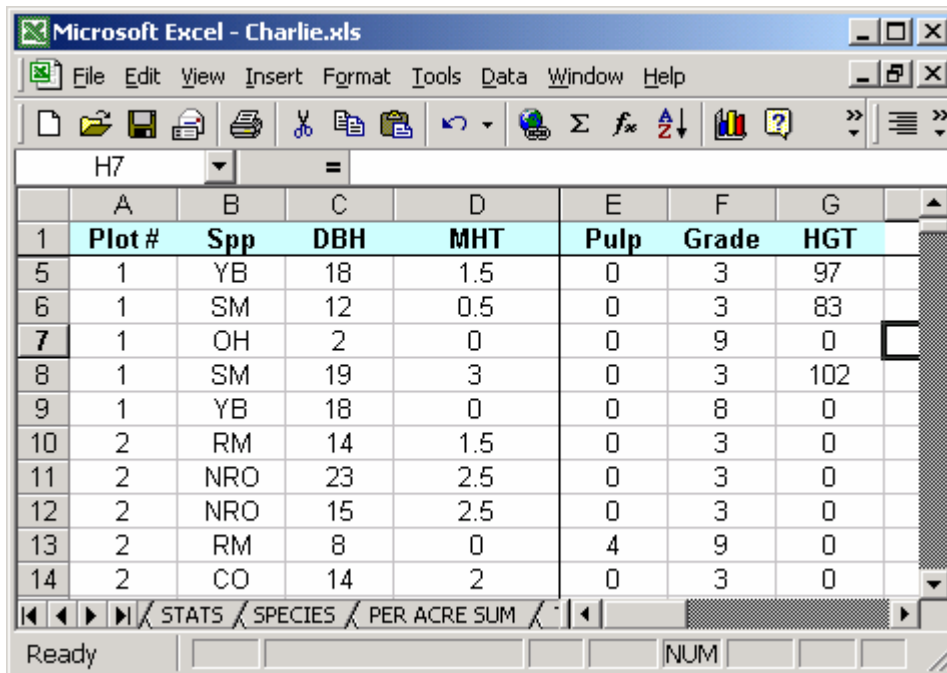 Microsoft Excel - Charlie.xls
File Edit View Insert Format Tools Data Window Help
H7 =
A B C D E F G
1 Plot # Spp DBH MHT Pulp Grade HGT
5 1 YB 18 1.5 0 3 97
6 1 SM 12 0.5 0 3 83
7 1 OH 2 0 0 9 0
8 1 SM 19 3 0 3 102
9 1 YB 18 0 0 8 0
10 2 RM 14 1.5 0 3 0
11 2 NRO 23 2.5 0 3 0
12 2 NRO 15 2.5 0 3 0
13 2 RM 8 0 4 9 0
14 2 CO 14 2 0 3 0
STATS SPECIES PER ACRE SUM
Ready NUM